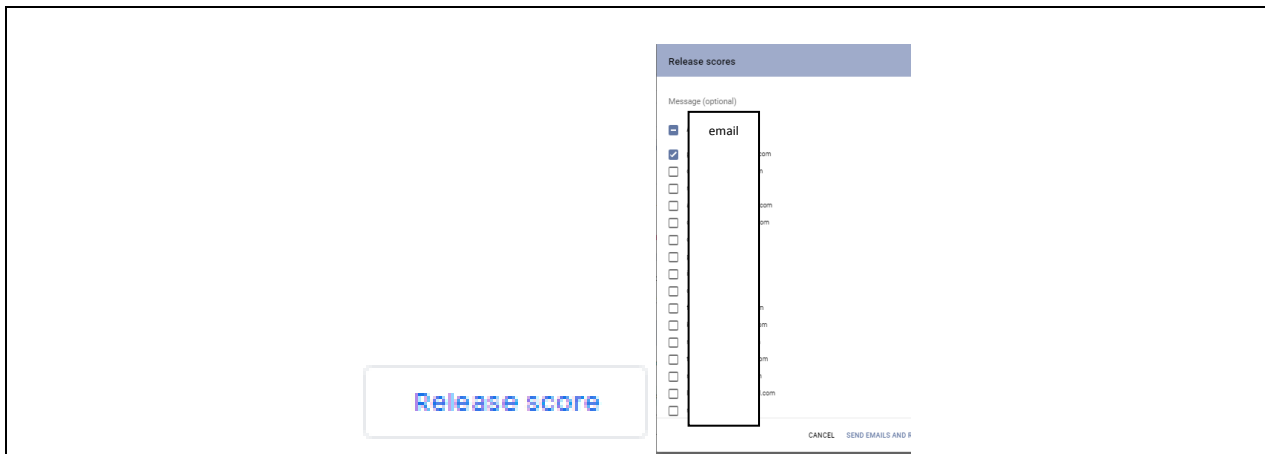 Release scores
Message (optional)
email
com
com
om
om
om
.com
Release score
CANCEL SEND EMAILS AND R